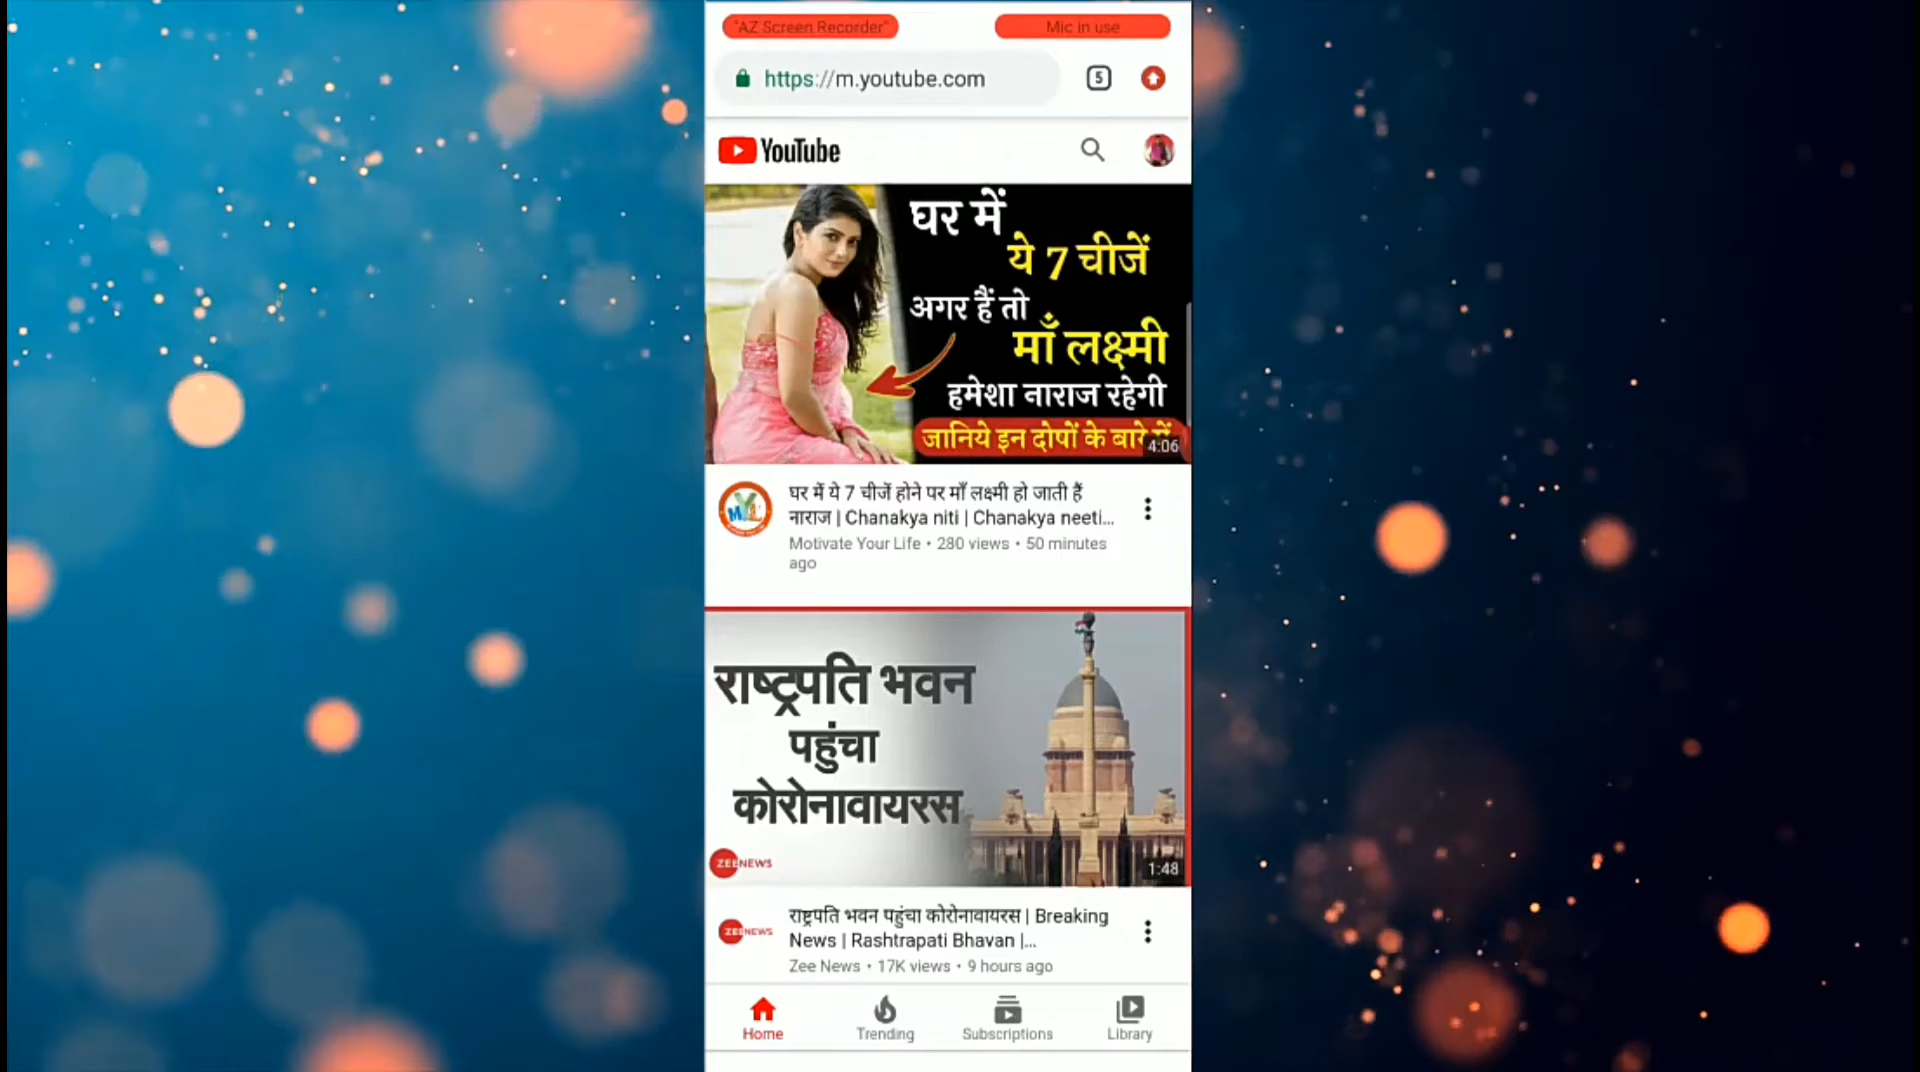 "AZ Screen Recorder"
Mic in use
https://m.youtube.com
5
YouTube
घर में
ये 7 चीजें
अगर हैं तो
माँ लक्ष्मी
हमेशा नाराज रहेगी
जानिये इन दोषों के बारे में
4:06
घर में ये 7 चीजें होने पर माँ लक्ष्मी हो जाती हैं
नाराज | Chanakya niti | Chanakya neeti...
Motivate Your Life • 280 views • 50 minutes
ago
राष्ट्रपति भवन
पहुंचा
कोरोनावायरस
ZEE NEWS
1:48
ZEE NEWS
राष्ट्रपति भवन पहुंचा कोरोनावायरस | Breaking
News | Rashtrapati Bhavan |...
Zee News • 17K views • 9 hours ago
Home
Trending
Subscriptions
Library